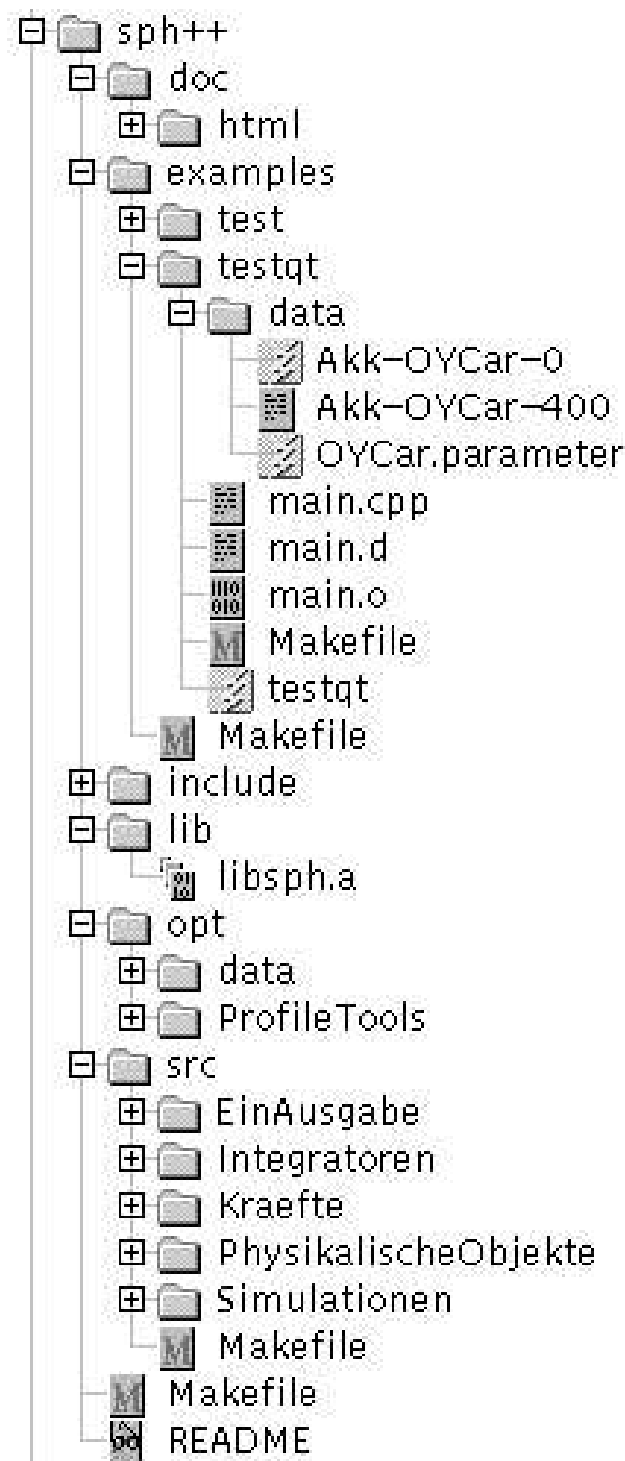 sph++
doc
html
examples
test
testqt
data
Akk-OYCar-0
Akk-OYCar-400
OYCar.parameter
main.cpp
main.d
main.o
Makefile
testqt
Makefile
include
lib
libsph.a
opt
data
ProfileTools
src
EinAusgabe
Integratoren
Kraefte
PhysikalischeObjekte
Simulationen
Makefile
Makefile
README